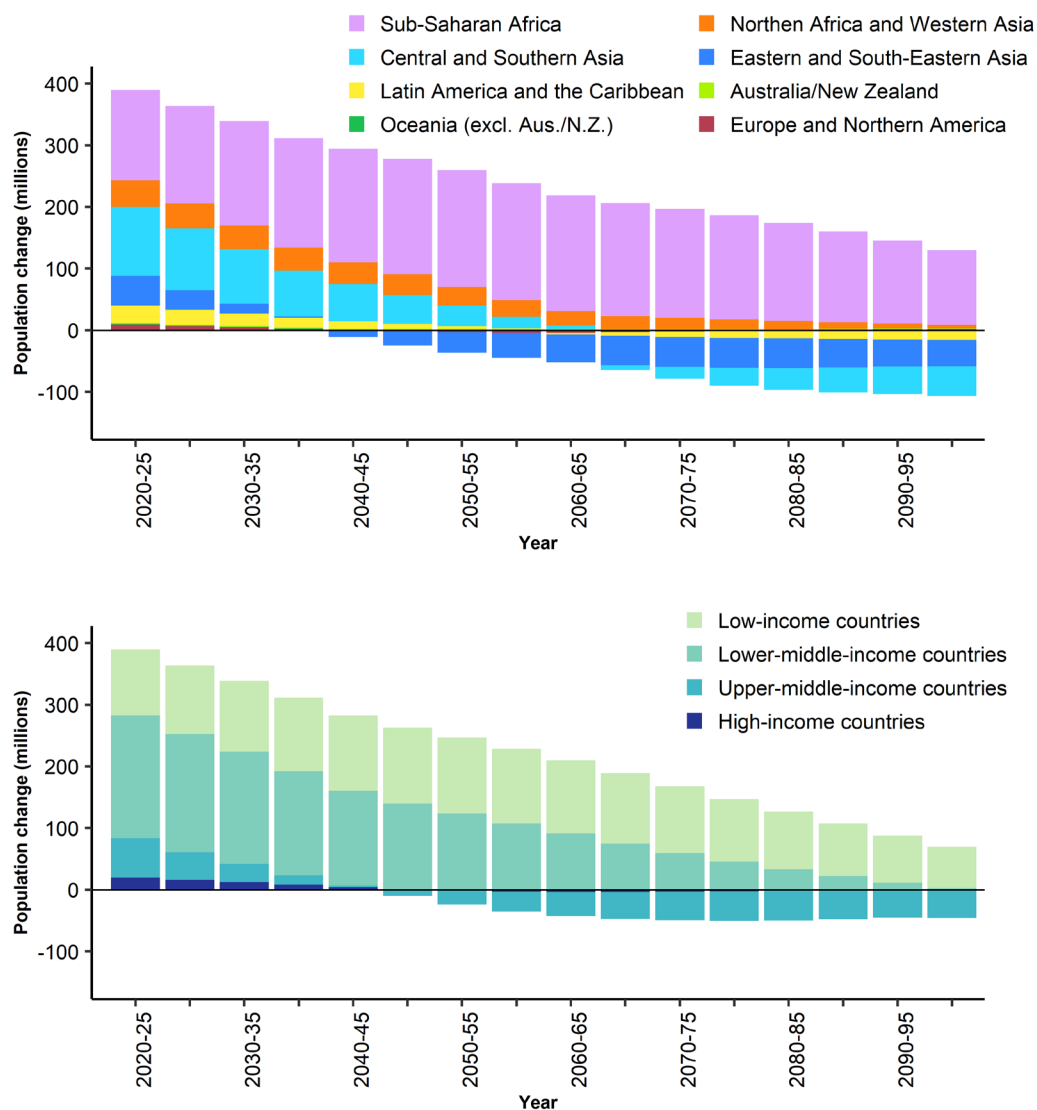 Sub-Saharan Africa
Northen Africa and Western Asia
Central and Southern Asia
Eastern and South-Eastern Asia
Latin America and the Caribbean
Australia/New Zealand
Oceania (excl. Aus./N.Z.)
Europe and Northern America
Population change (millions)
400
300
200
100
0
-100
2020-25
2030-35
2040-45
2050-55
2060-65
2070-75
2080-85
2090-95
Year
Low-income countries
Lower-middle-income countries
Upper-middle-income countries
High-income countries
Population change (millions)
400
300
200
100
0
-100
2020-25
2030-35
2040-45
2050-55
2060-65
2070-75
2080-85
2090-95
Year